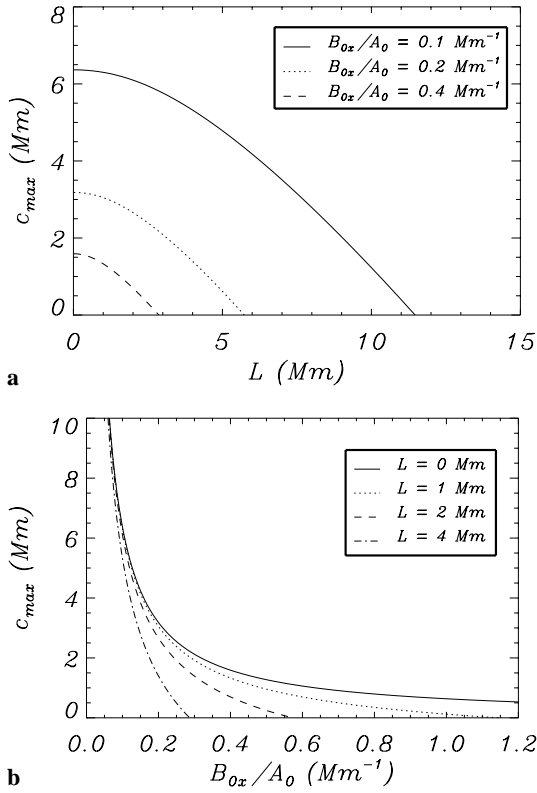 8
6
4
2
0
c_max (Mm)
B_0x/A_0 = 0.1 Mm^-1
B_0x/A_0 = 0.2 Mm^-1
B_0x/A_0 = 0.4 Mm^-1
0 5 10 15
L (Mm)
a
10
8
6
4
2
0
c_max (Mm)
L = 0 Mm
L = 1 Mm
L = 2 Mm
L = 4 Mm
0.0 0.2 0.4 0.6 0.8 1.0 1.2
B_0x/A_0 (Mm^-1)
b